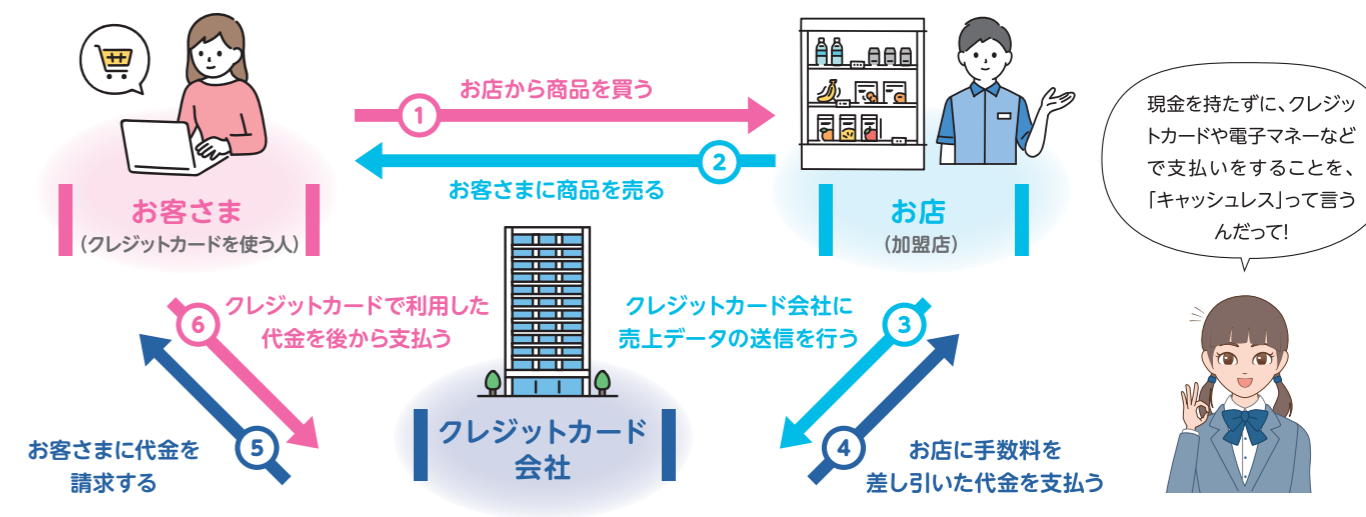 1
お店から商品を買う
2
お客さまに商品を売る
お客さま
(クレジットカードを使う人)
お店
(加盟店)
現金を持たずに、クレジッ
トカードや電子マネーなど
で支払いをすることを、
「キャッシュレス」って言う
んだって!
6
クレジットカードで利用した
代金を後から支払う
クレジットカード会社に
売上データの送信を行う
3
クレジットカード
会社
5
お客さまに代金を
請求する
4
お店に手数料を
差し引いた代金を支払う